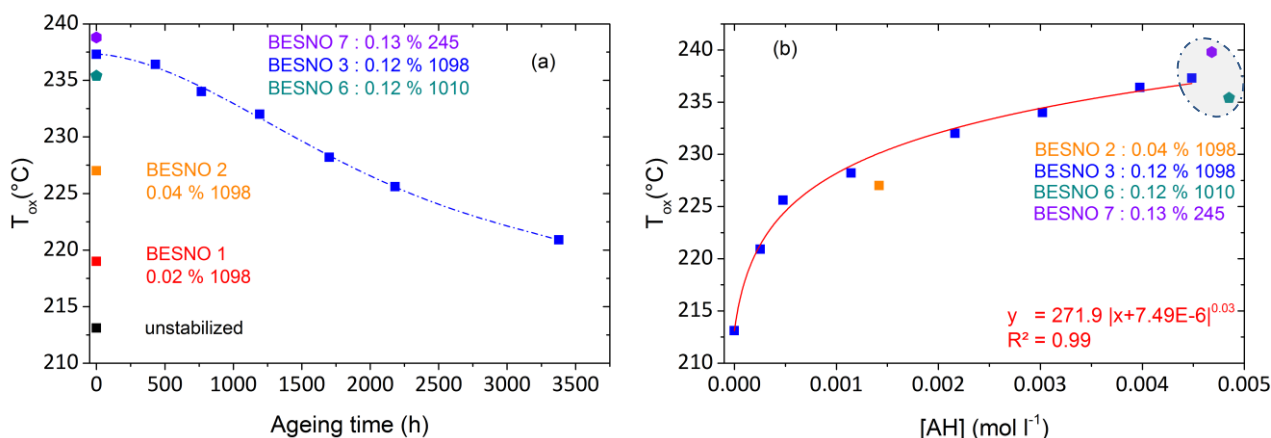 240
235
230
225
220
215
210
T_ox (°C)
BESNO 7 : 0.13 % 245
BESNO 3 : 0.12% 1098
BESNO 6 : 0.12% 1010
(a)
BESNO 2
0.04 % 1098
BESNO 1
0.02 % 1098
unstabilized
0 500 1000 1500 2000 2500 3000 3500
Ageing time (h)
240
235
230
225
220
215
210
T_ox (°C)
(b)
BESNO 2 : 0.04 % 1098
BESNO 3 : 0.12% 1098
BESNO 6 : 0.12% 1010
BESNO 7 : 0.13 % 245
y = 271.9 |x+7.49E-6|^0.03
R² = 0.99
0.000 0.001 0.002 0.003 0.004 0.005
[AH] (mol l⁻¹)